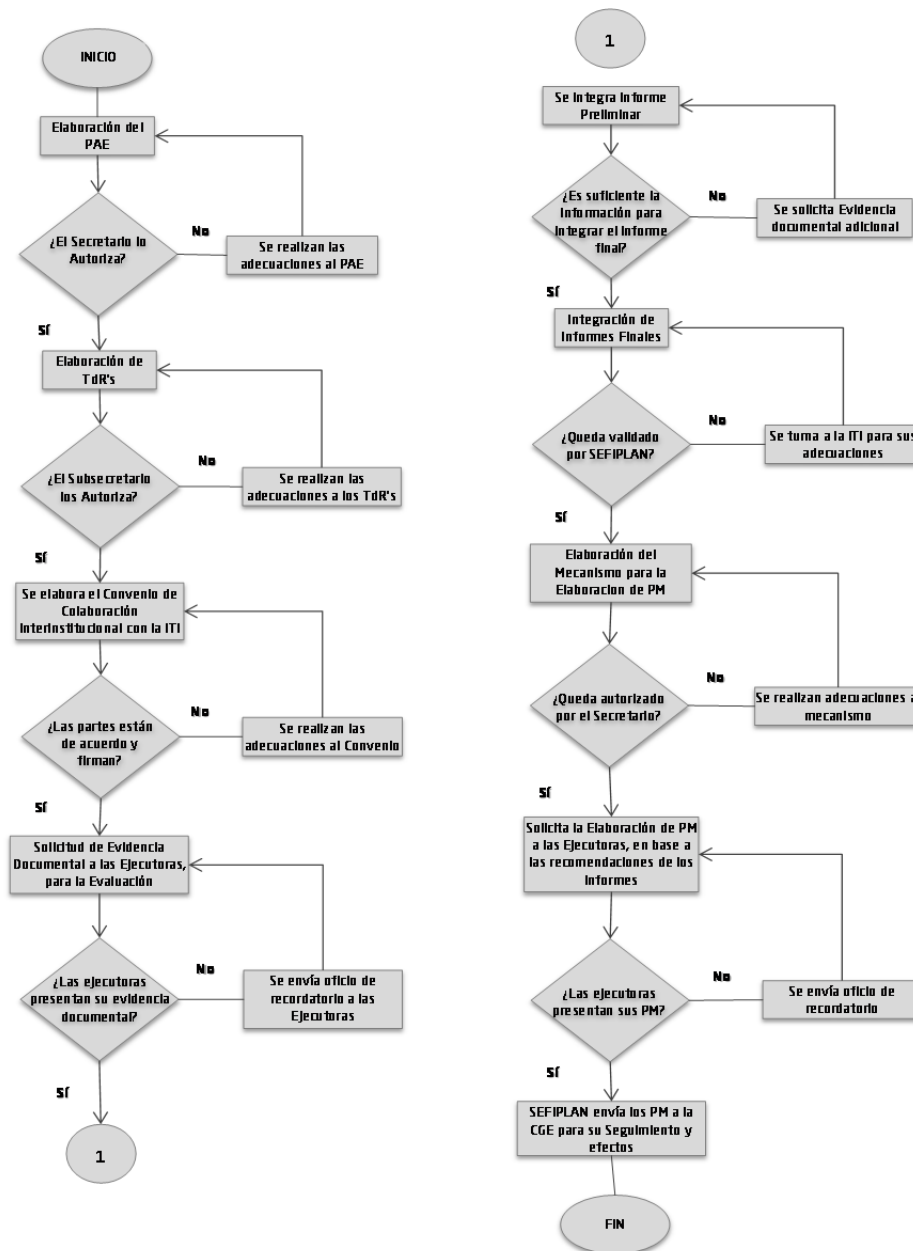 INICIO
Elaboración del
PAE
¿El Secretario lo
Autoriza?
No
Se realizan las
adecuaciones al PAE
SÍ
Elaboración de
TdR's
¿El Subsecretario
los Autoriza?
No
Se realizan las
adecuaciones a los TdR's
SÍ
Se elabora el Convenio de
Colaboración
Interinstitucional con la ITI
¿Las partes están
de acuerdo y
firman?
No
Se realizan las
adecuaciones al Convenio
SÍ
Solicitud de Evidencia
Documental a las Ejecutoras,
para la Evaluación
¿Las ejecutoras
presentan su evidencia
documental?
No
Se envía oficio de
recordatorio a las
Ejecutoras
SÍ
1
1
Se Integra Informe
Preliminar
¿Es suficiente la
Información para
Integrar el Informe
final?
No
Se solicita Evidencia
documental adicional
SÍ
Integración de
Informes Finales
¿Queda validado
por SEFIPLAN?
No
Se turna a la ITI para sus
adecuaciones
SÍ
Elaboración del
Mecanismo para la
Elaboracion de PM
¿Queda autorizado
por el Secretario?
No
Se realizan adecuaciones a
mecanismo
SÍ
Solicita la Elaboración de PM
a las Ejecutoras, en base a
las recomendaciones de los
Informes
¿Las ejecutoras
presentan sus PM?
No
Se envía oficio de
recordatorio
SÍ
SEFIPLAN envía los PM a la
CGE para su Seguimiento y
efectos
FIN